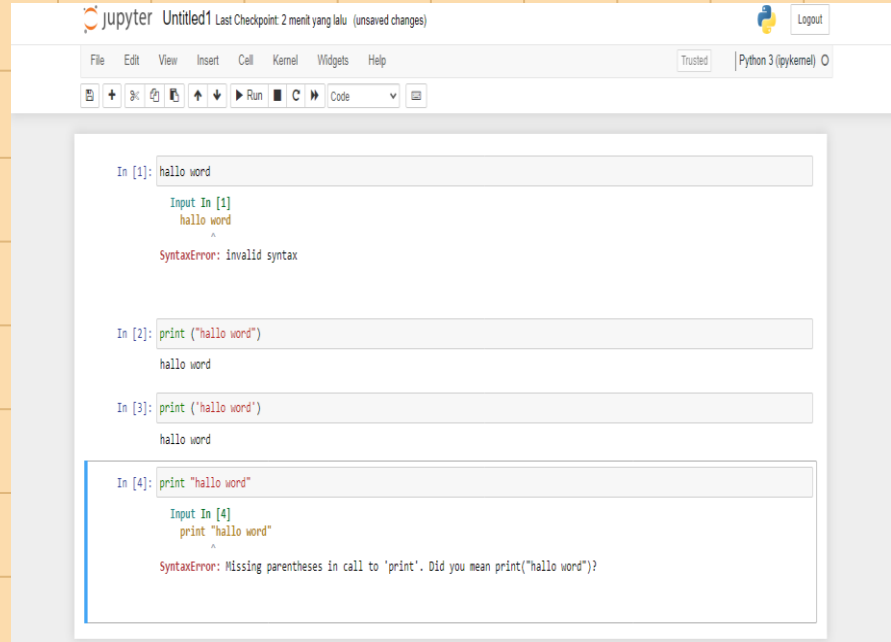 jupyter Untitled1 Last Checkpoint: 2 menit yang lalu (unsaved changes)
Logout
File Edit View Insert Cell Kernel Widgets Help
Trusted
Python 3 (ipykernel)
Run
Code
In [1]: hallo word
Input In [1]
hallo word
^
SyntaxError: invalid syntax
In [2]: print ("hallo word")
hallo word
In [3]: print ('hallo word')
hallo word
In [4]: print "hallo word"
Input In [4]
print "hallo word"
^
SyntaxError: Missing parentheses in call to 'print'. Did you mean print("hallo word")?